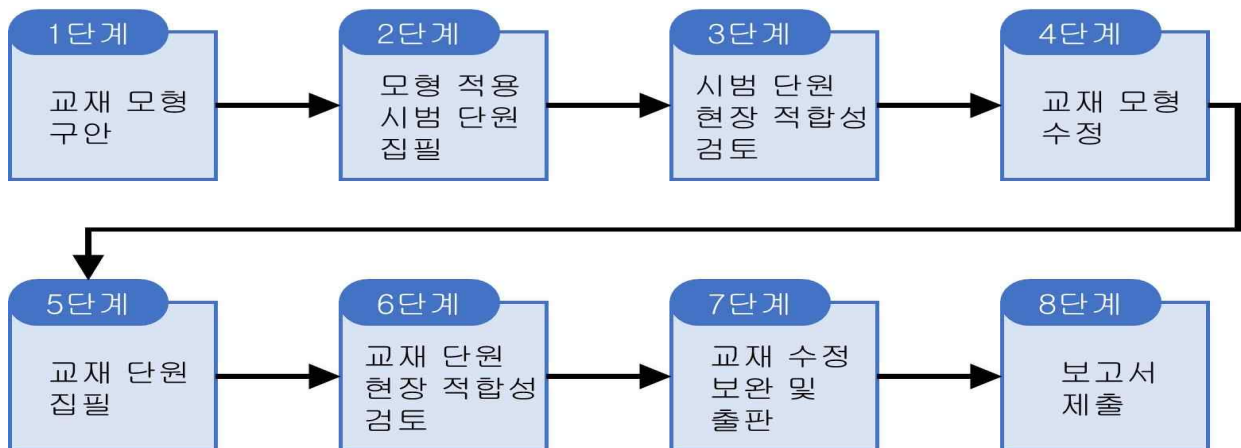 1단계
교재 모형
구안
2단계
모형 적용
시범 단원
집필
3단계
시범 단원
현장 적합성
검토
4단계
교재 모형
수정
5단계
교재 단원
집필
6단계
교재 단원
현장 적합성
검토
7단계
교재 수정
보완 및
출판
8단계
보고서
제출